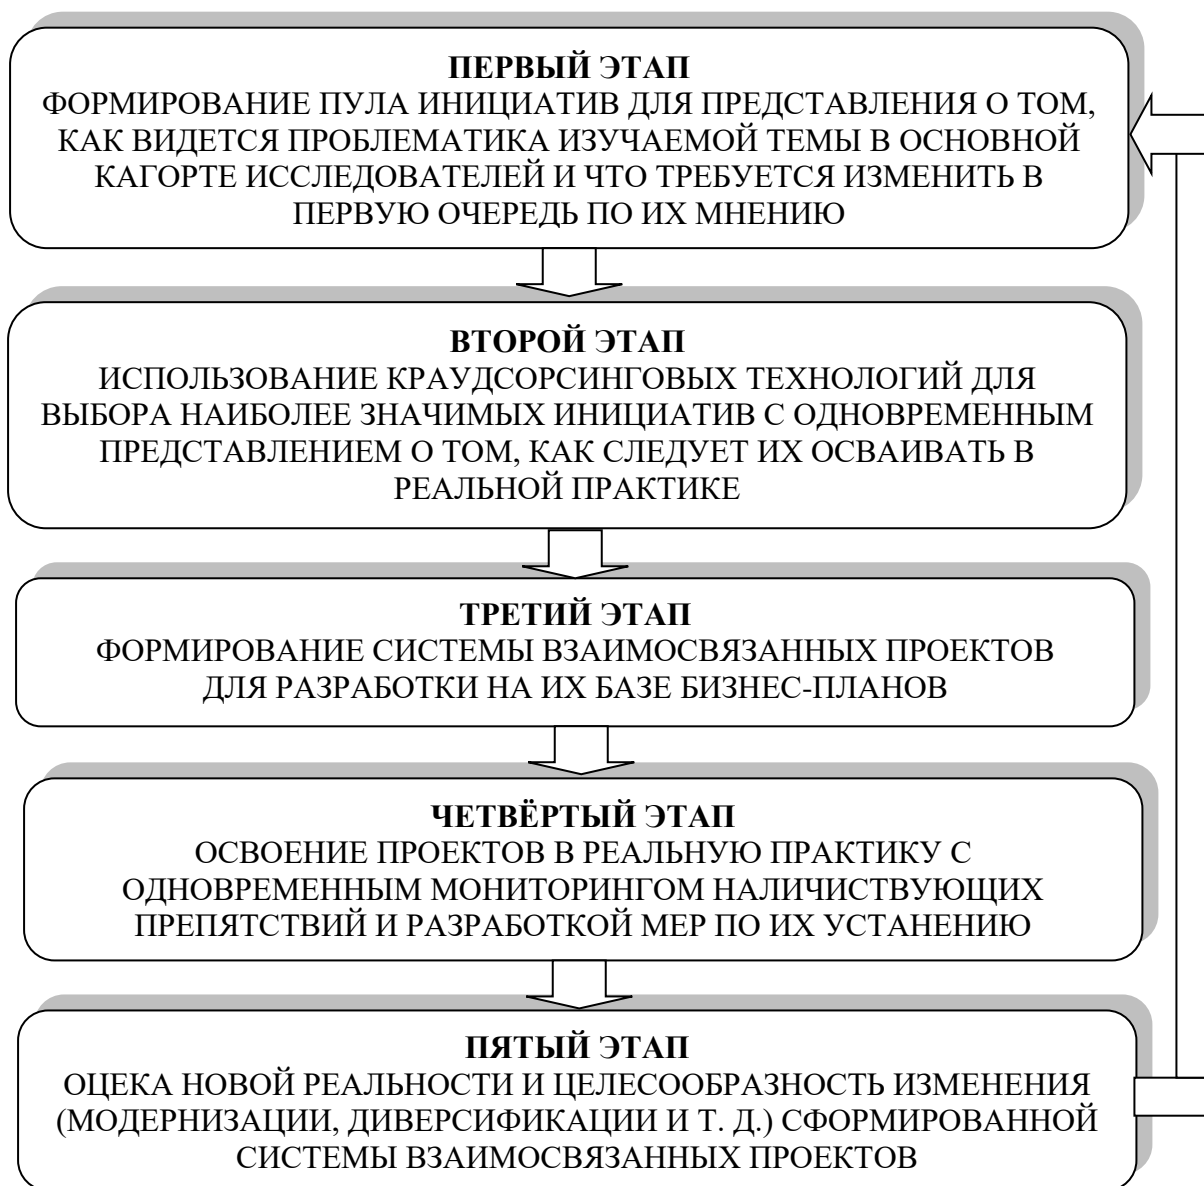 ПЕРВЫЙ ЭТАП
ФОРМИРОВАНИЕ ПУЛА ИНИЦИАТИВ ДЛЯ ПРЕДСТАВЛЕНИЯ О ТОМ,
КАК ВИДЕТСЯ ПРОБЛЕМАТИКА ИЗУЧАЕМОЙ ТЕМЫ В ОСНОВНОЙ
КАГОРТЕ ИССЛЕДОВАТЕЛЕЙ И ЧТО ТРЕБУЕТСЯ ИЗМЕНИТЬ В
ПЕРВУЮ ОЧЕРЕДЬ ПО ИХ МНЕНИЮ
ВТОРОЙ ЭТАП
ИСПОЛЬЗОВАНИЕ КРАУДСОРСИНГОВЫХ ТЕХНОЛОГИЙ ДЛЯ
ВЫБОРА НАИБОЛЕЕ ЗНАЧИМЫХ ИНИЦИАТИВ С ОДНОВРЕМЕННЫМ
ПРЕДСТАВЛЕНИЕМ О ТОМ, КАК СЛЕДУЕТ ИХ ОСВАИВАТЬ В
РЕАЛЬНОЙ ПРАКТИКЕ
ТРЕТИЙ ЭТАП
ФОРМИРОВАНИЕ СИСТЕМЫ ВЗАИМОСВЯЗАННЫХ ПРОЕКТОВ
ДЛЯ РАЗРАБОТКИ НА ИХ БАЗЕ БИЗНЕС-ПЛАНОВ
ЧЕТВЁРТЫЙ ЭТАП
ОСВОЕНИЕ ПРОЕКТОВ В РЕАЛЬНУЮ ПРАКТИКУ С
ОДНОВРЕМЕННЫМ МОНИТОРИНГОМ НАЛИЧИСТВУЮЩИХ
ПРЕПЯТСТВИЙ И РАЗРАБОТКОЙ МЕР ПО ИХ УСТАНЕНИЮ
ПЯТЫЙ ЭТАП
ОЦЕКА НОВОЙ РЕАЛЬНОСТИ И ЦЕЛЕСООБРАЗНОСТЬ ИЗМЕНЕНИЯ
(МОДЕРНИЗАЦИИ, ДИВЕРСИФИКАЦИИ И Т. Д.) СФОРМИРОВАННОЙ
СИСТЕМЫ ВЗАИМОСВЯЗАННЫХ ПРОЕКТОВ